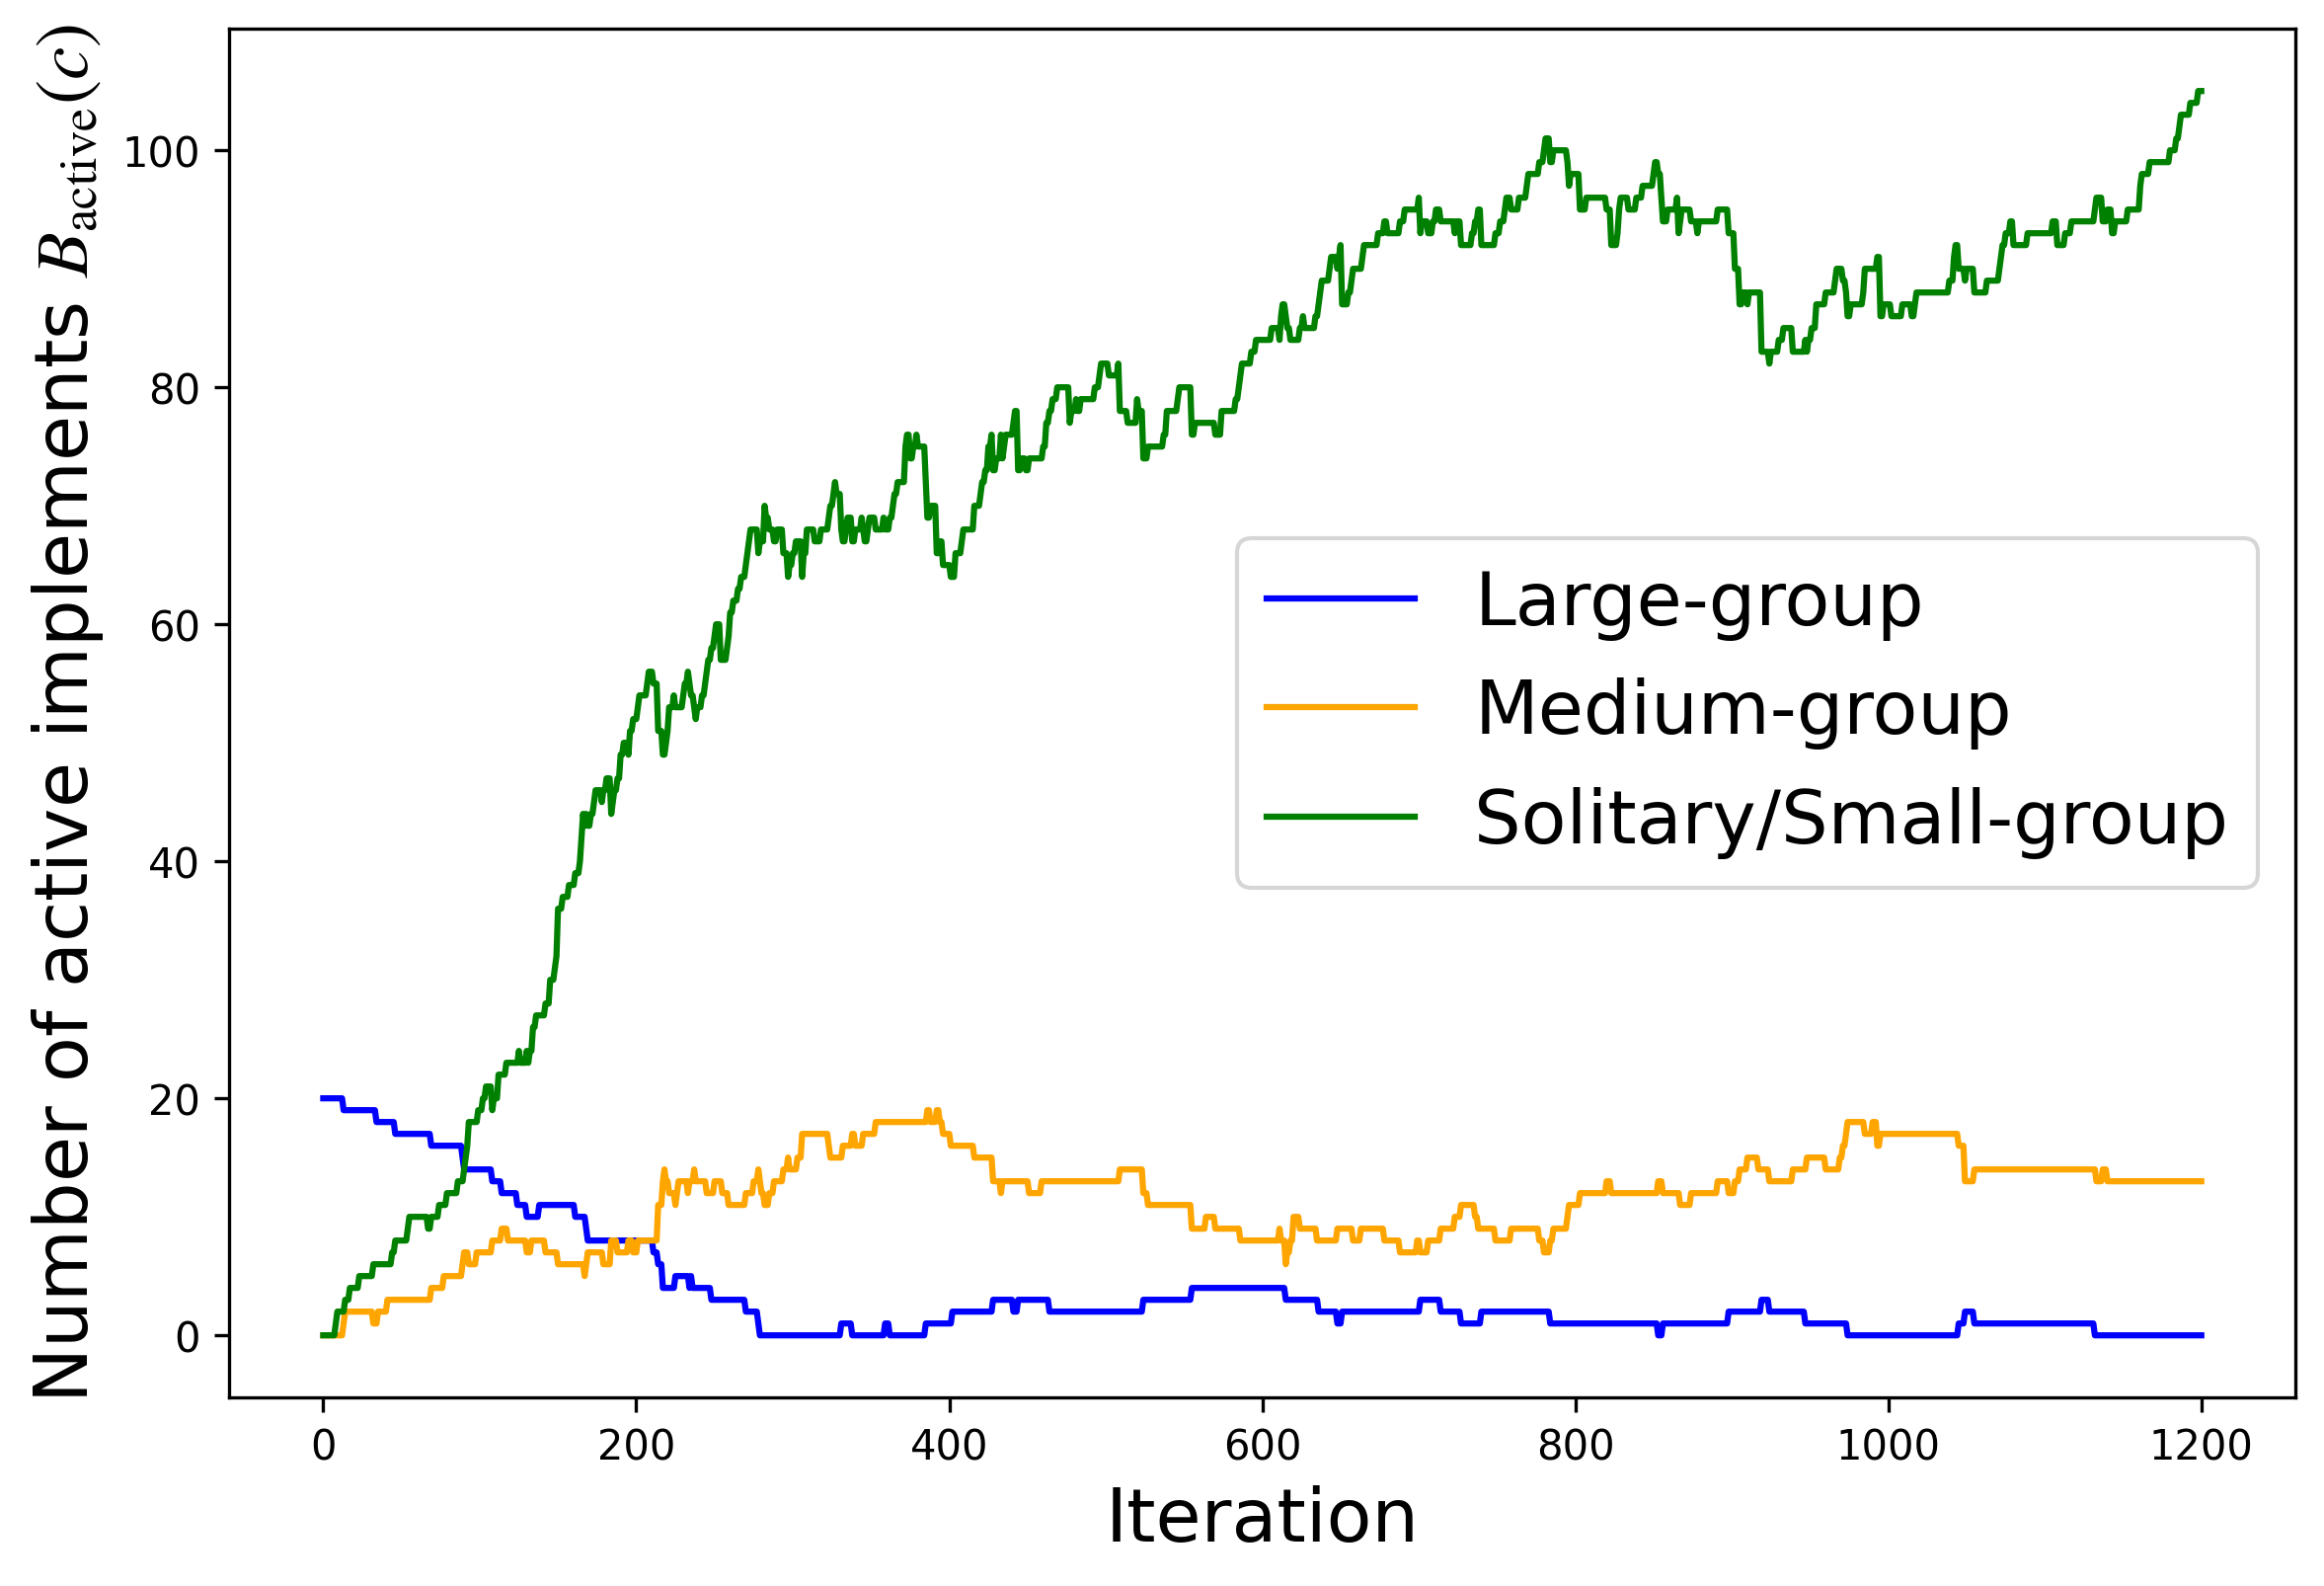 Number of active implements B_active(c)
100
80
60
40
20
0
Large-group
Medium-group
Solitary/Small-group
0 200 400 600 800 1000 1200
Iteration